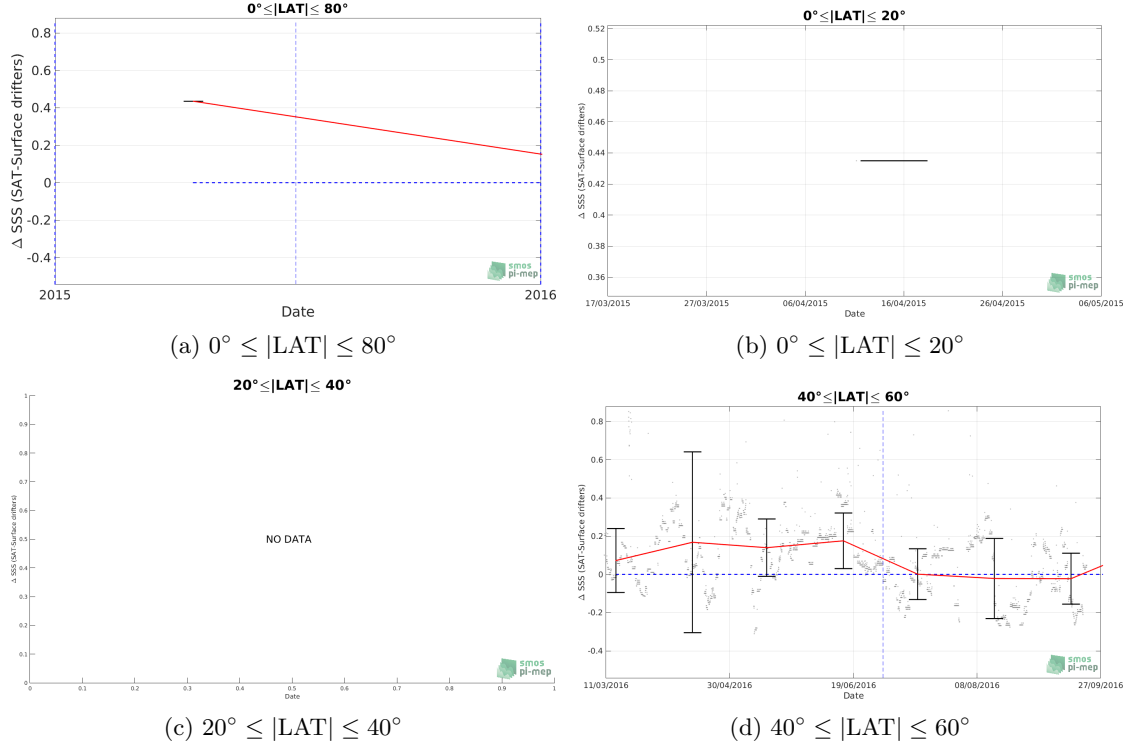 0°≤|LAT|≤ 80°
0.8
0.6
0.4
0.2
0
-0.2
-0.4
Δ SSS (SAT-Surface drifters)
2015
2016
Date
smos
pi-mep
(a) 0° ≤ |LAT| ≤ 80°
0°≤|LAT|≤ 20°
0.52
0.5
0.48
0.46
0.44
0.42
0.4
0.38
0.36
Δ SSS (SAT-Surface drifters)
17/03/2015
27/03/2015
06/04/2015
16/04/2015
26/04/2015
06/05/2015
Date
smos
pi-mep
(b) 0° ≤ |LAT| ≤ 20°
20°≤|LAT|≤ 40°
1
0.9
0.8
0.7
0.6
0.5
0.4
0.3
0.2
0.1
0
Δ SSS (SAT-Surface drifters)
NO DATA
0
0.1
0.2
0.3
0.4
0.5
0.6
0.7
0.8
0.9
1
Date
smos
pi-mep
(c) 20° ≤ |LAT| ≤ 40°
40°≤|LAT|≤ 60°
0.8
0.6
0.4
0.2
0
-0.2
-0.4
Δ SSS (SAT-Surface drifters)
11/03/2016
30/04/2016
19/06/2016
08/08/2016
27/09/2016
Date
smos
pi-mep
(d) 40° ≤ |LAT| ≤ 60°